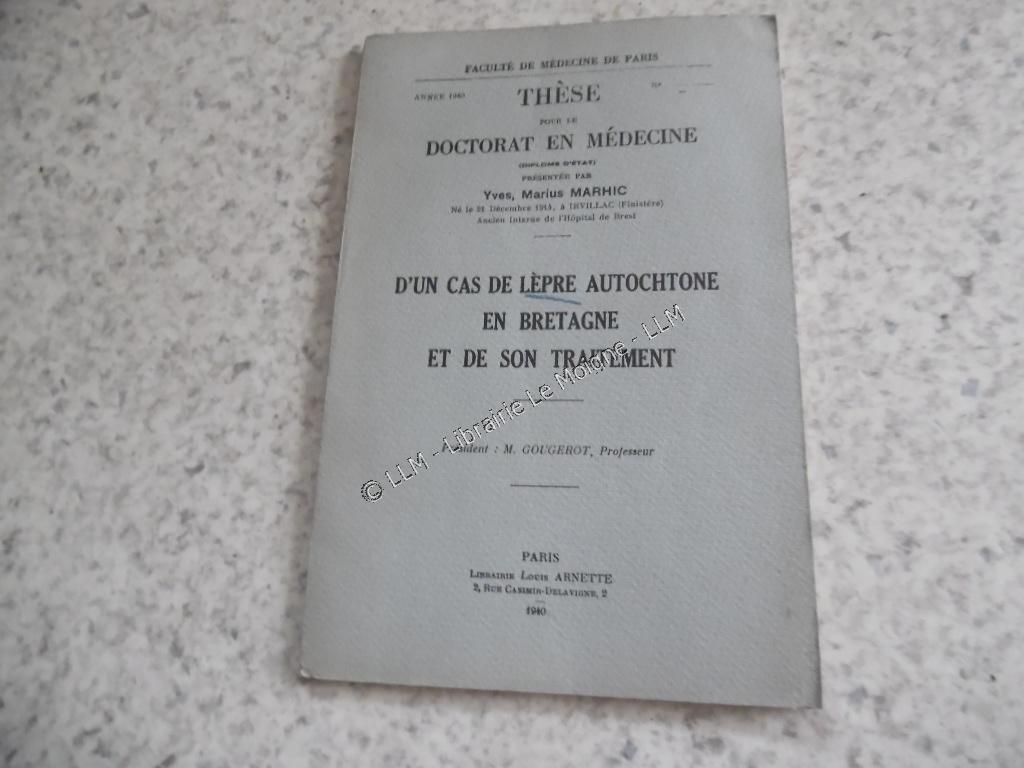 FACULTÉ DE MÉDECINE DE PARIS
ANNÉE 1940
N°
THÈSE
POUR LE
DOCTORAT EN MÉDECINE
(DIPLOME D'ÉTAT)
PRÉSENTÉE PAR
Yves, Marius MARHIC
Né le 21 Décembre 1913, à IRVILLAC (Finistère)
Ancien Interne de l'Hôpital de Brest
D'UN CAS DE LÈPRE AUTOCHTONE
EN BRETAGNE
ET DE SON TRAITEMENT
Président : M. GOUGEROT, Professeur
PARIS
LIBRAIRIE LOUIS ARNETTE
2, RUE CASIMIR-DELAVIGNE, 2
1940
© LLM - Librairie Le Moigne - LLM